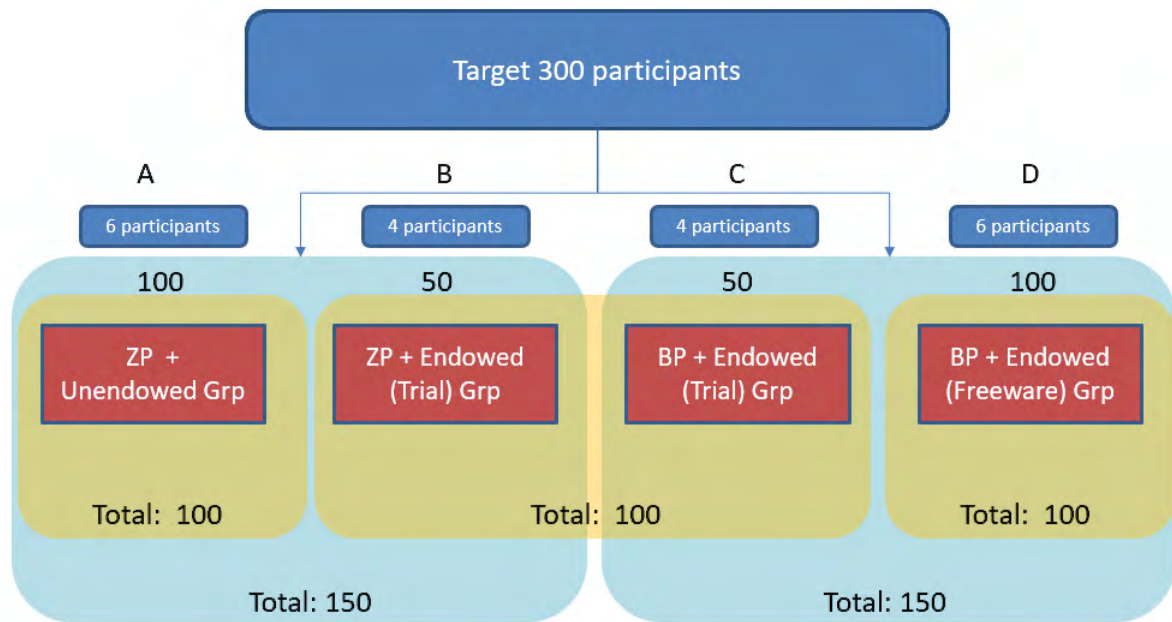 Target 300 participants
A
B
C
D
6 participants
4 participants
4 participants
6 participants
100
50
50
100
ZP +
Unendowed Grp
ZP + Endowed
(Trial) Grp
BP + Endowed
(Trial) Grp
BP + Endowed
(Freeware) Grp
Total: 100
Total: 100
Total: 100
Total: 150
Total: 150